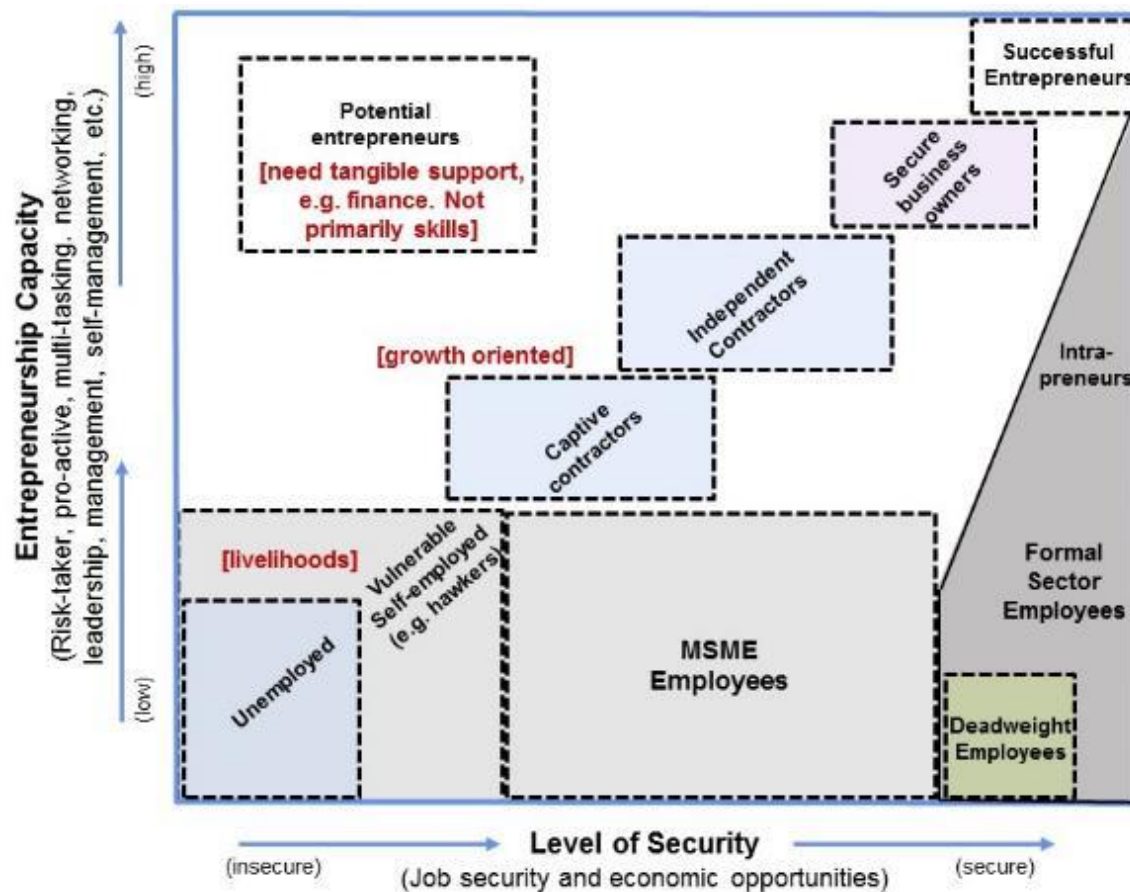 Entrepreneurship Capacity
(Risk-taker, pro-active, multi-tasking, networking,
leadership, management, self-management, etc.)
(high)
(low)
Successful
Entrepreneurs
Potential
entrepreneurs
[need tangible support,
e.g. finance. Not
primarily skills]
Secure
business
owners
Independent
Contractors
Intra-
preneurs
[growth oriented]
Captive
contractors
[livelihoods]
Vulnerable
Self-employed
(e.g. hawkers)
Unemployed
MSME
Employees
Formal
Sector
Employees
Deadweight
Employees
(insecure)
Level of Security
(secure)
(Job security and economic opportunities)